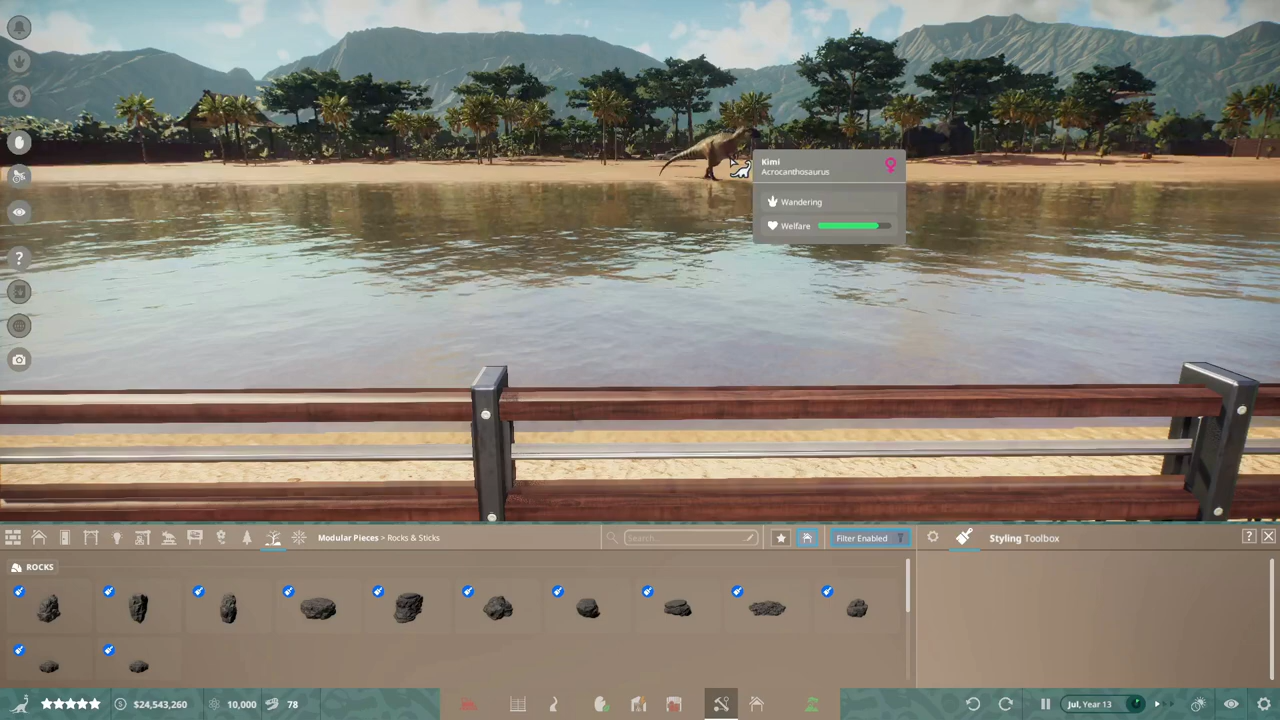 Kimi
Acrocanthosaurus
Wandering
Welfare
?
Modular Pieces > Rocks & Sticks
Search...
Filter Enabled
Styling Toolbox
?
ROCKS
$24,543,260
10,000
78
Jul, Year 13